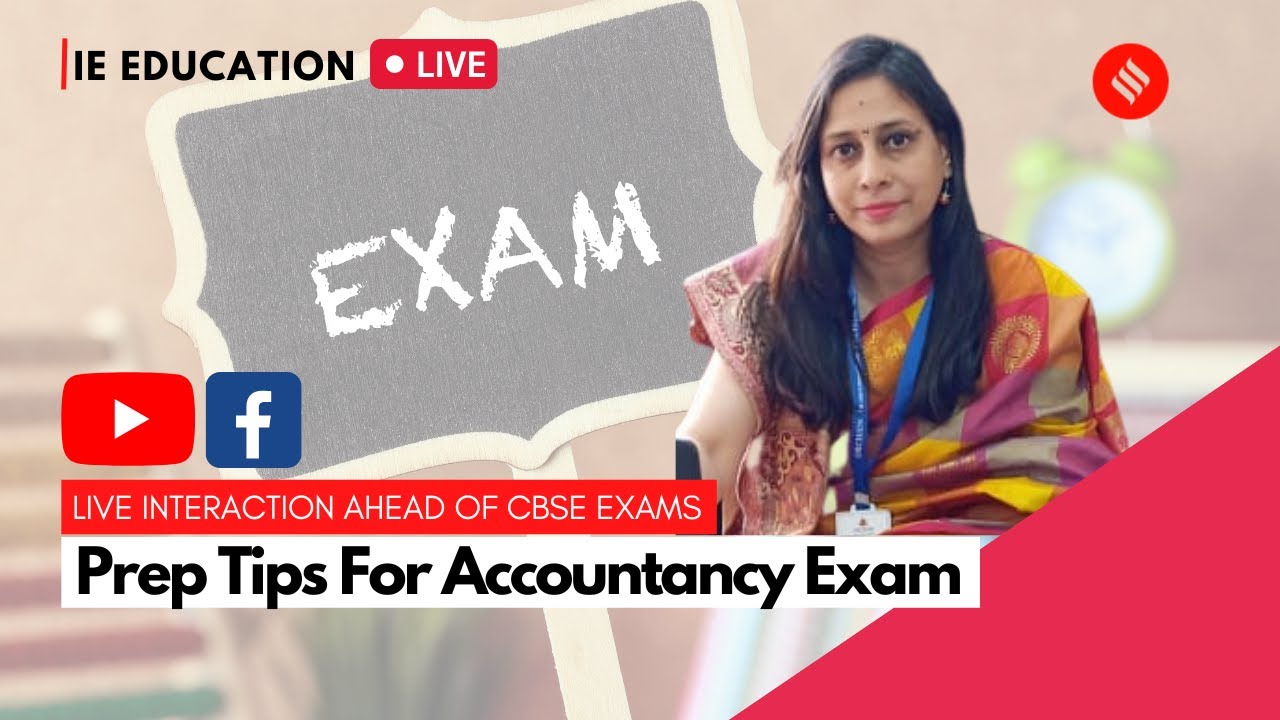 IE EDUCATION
LIVE
EXAM
LIVE INTERACTION AHEAD OF CBSE EXAMS
Prep Tips For Accountancy Exam